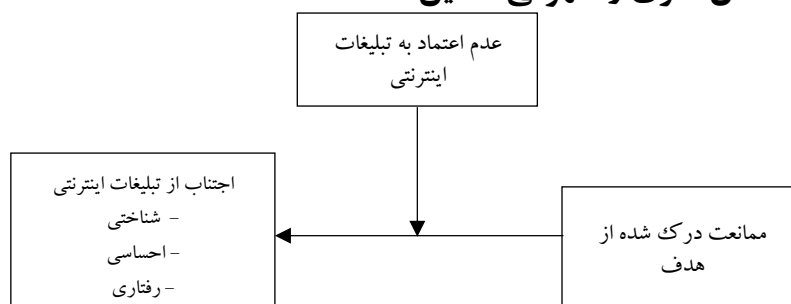 عدم اعتماد به تبلیغات
اینترنتی
اجتناب از تبلیغات اینترنتی
- شناختی
- احساسی
- رفتاری
ممانعت درک شده از
هدف